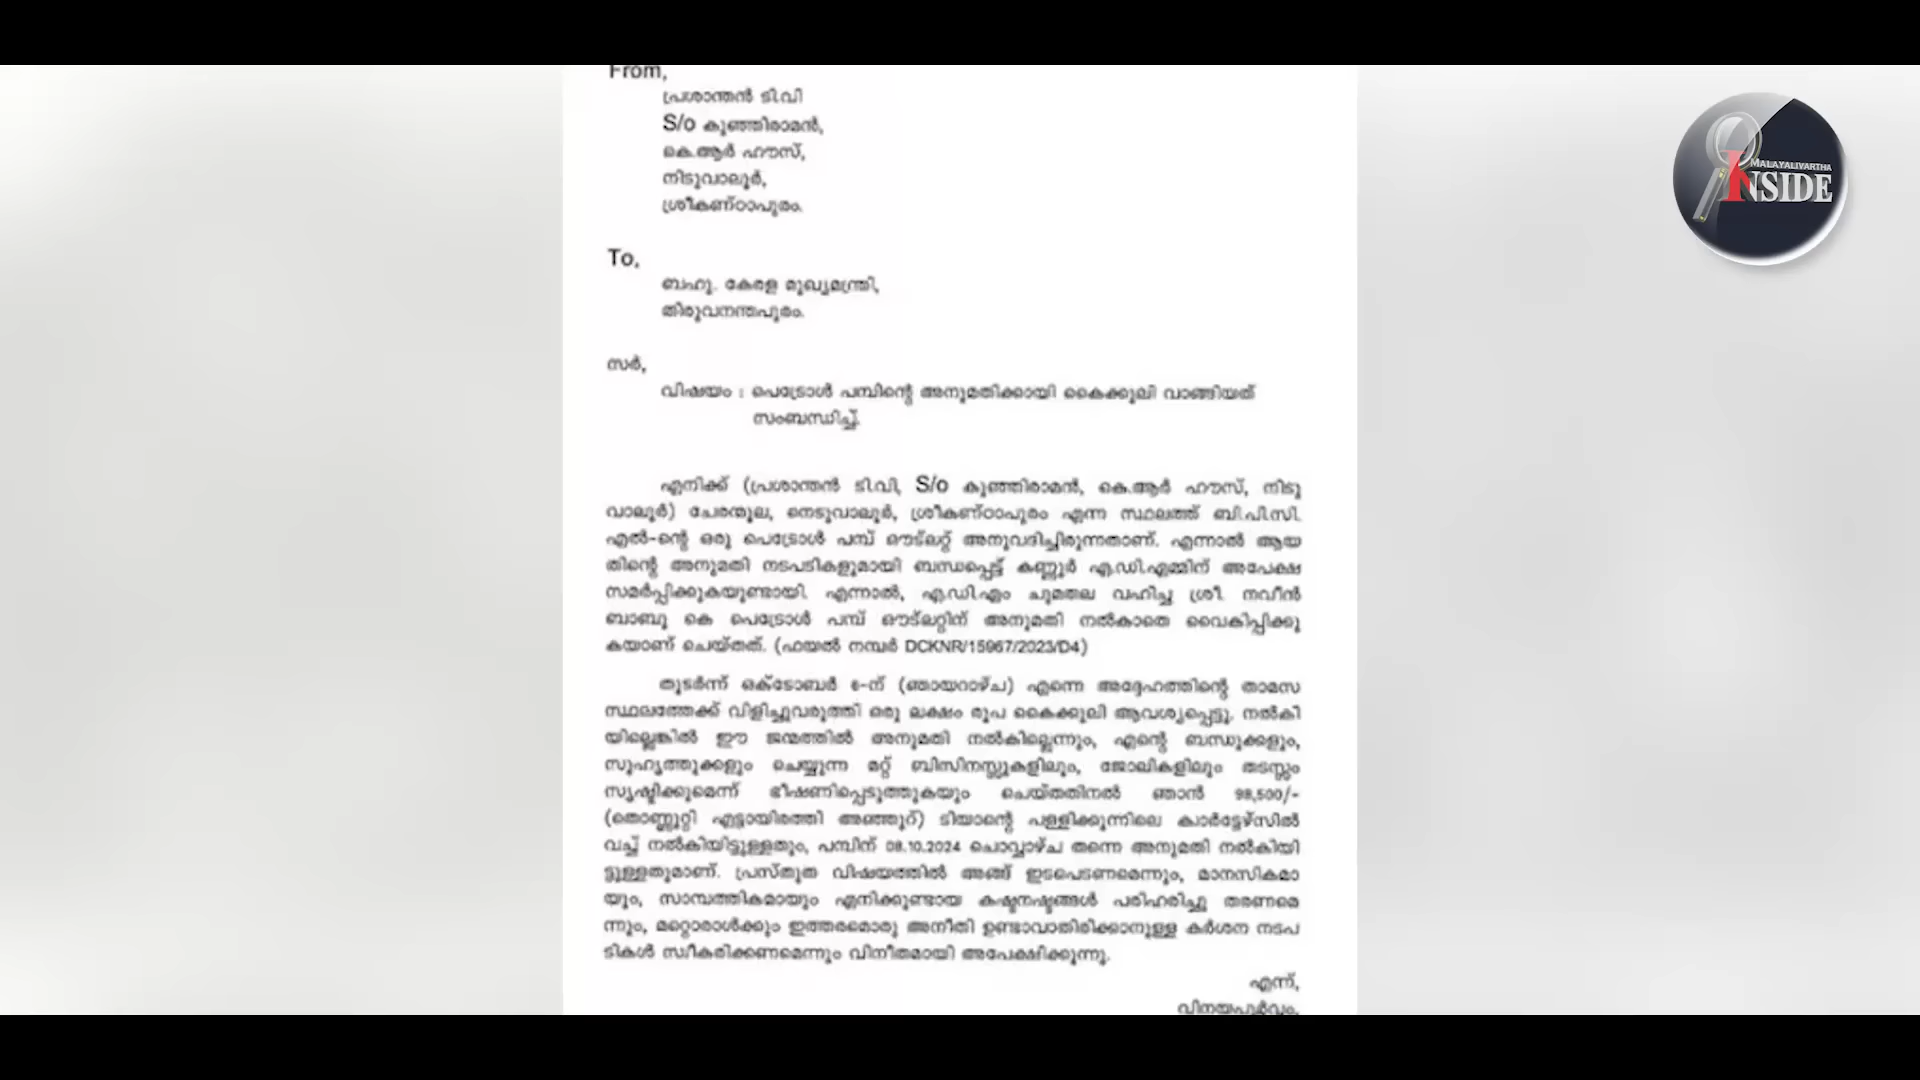 From,
പ്രശാന്തൻ ടി.വി
S/o കുഞ്ഞിരാമൻ,
കെ.ആർ ഹൗസ്,
നിടുവാലൂർ,
ശ്രീകണ്ഠാപുരം.
To,
ബഹു. കേരള മുഖ്യമന്ത്രി,
തിരുവനന്തപുരം.
സർ,
വിഷയം : പെട്രോൾ പമ്പിന്റെ അനുമതിക്കായി കൈക്കൂലി വാങ്ങിയത്
സംബന്ധിച്ച്.
എനിക്ക് (പ്രശാന്തൻ ടി.വി, S/o കുഞ്ഞിരാമൻ, കെ.ആർ ഹൗസ്, നിടു
വാലൂർ) ചേരന്മൂല, നെടുവാലൂർ, ശ്രീകണ്ഠാപുരം എന്ന സ്ഥലത്ത് ബി.പി.സി.
എൽ-ന്റെ ഒരു പെട്രോൾ പമ്പ് ഔട്ട്ലറ്റ് അനുവദിച്ചിരുന്നതാണ്. എന്നാൽ ആയ
തിന്റെ അനുമതി നടപടികളുമായി ബന്ധപ്പെട്ട് കണ്ണൂർ എ.ഡി.എമ്മിന് അപേക്ഷ
സമർപ്പിക്കുകയുണ്ടായി. എന്നാൽ, എ.ഡി.എം ചുമതല വഹിച്ച ശ്രീ. നവീൻ
ബാബു കെ പെട്രോൾ പമ്പ് ഔട്ട്ലറ്റിന് അനുമതി നൽകാതെ വൈകിപ്പിക്കു
കയാണ് ചെയ്തത്. (ഫയൽ നമ്പർ DCKNR/15967/2023/D4)
തുടർന്ന് ഒക്ടോബർ 6-ന് (ഞായറാഴ്ച) എന്നെ അദ്ദേഹത്തിന്റെ താമസ
സ്ഥലത്തേക്ക് വിളിച്ചുവരുത്തി ഒരു ലക്ഷം രൂപ കൈക്കൂലി ആവശ്യപ്പെട്ടു. നൽകി
യില്ലെങ്കിൽ ഈ ജന്മത്തിൽ അനുമതി നൽകില്ലെന്നും, എന്റെ ബന്ധുക്കളും,
സുഹൃത്തുക്കളും ചെയ്യുന്ന മറ്റ് ബിസിനസ്സുകളിലും, ജോലികളിലും തടസ്സം
സൃഷ്ടിക്കുമെന്ന് ഭീഷണിപ്പെടുത്തുകയും ചെയ്തതിനൽ ഞാൻ 98,500/-
(തൊണ്ണൂറ്റി എട്ടായിരത്തി അഞ്ഞൂറ്) ടിയാന്റെ പള്ളിക്കുന്നിലെ ക്വാർട്ടേഴ്സിൽ
വച്ച് നൽകിയിട്ടുള്ളതും, പമ്പിന് 08.10.2024 ചൊവ്വാഴ്ച തന്നെ അനുമതി നൽകിയി
ട്ടുള്ളതുമാണ്. പ്രസ്തുത വിഷയത്തിൽ അങ്ങ് ഇടപെടണമെന്നും, മാനസികമാ
യും, സാമ്പത്തികമായും എനിക്കുണ്ടായ കഷ്ടനഷ്ടങ്ങൾ പരിഹരിച്ചു തരണമെ
ന്നും, മറ്റൊരാൾക്കും ഇത്തരമൊരു അനീതി ഉണ്ടാവാതിരിക്കാനുള്ള കർശന നടപ
ടികൾ സ്വീകരിക്കണമെന്നും വിനീതമായി അപേക്ഷിക്കുന്നു.
എന്ന്,
വിനയപൂർവ്വം,
MALAYALIVARTHA
INSIDE